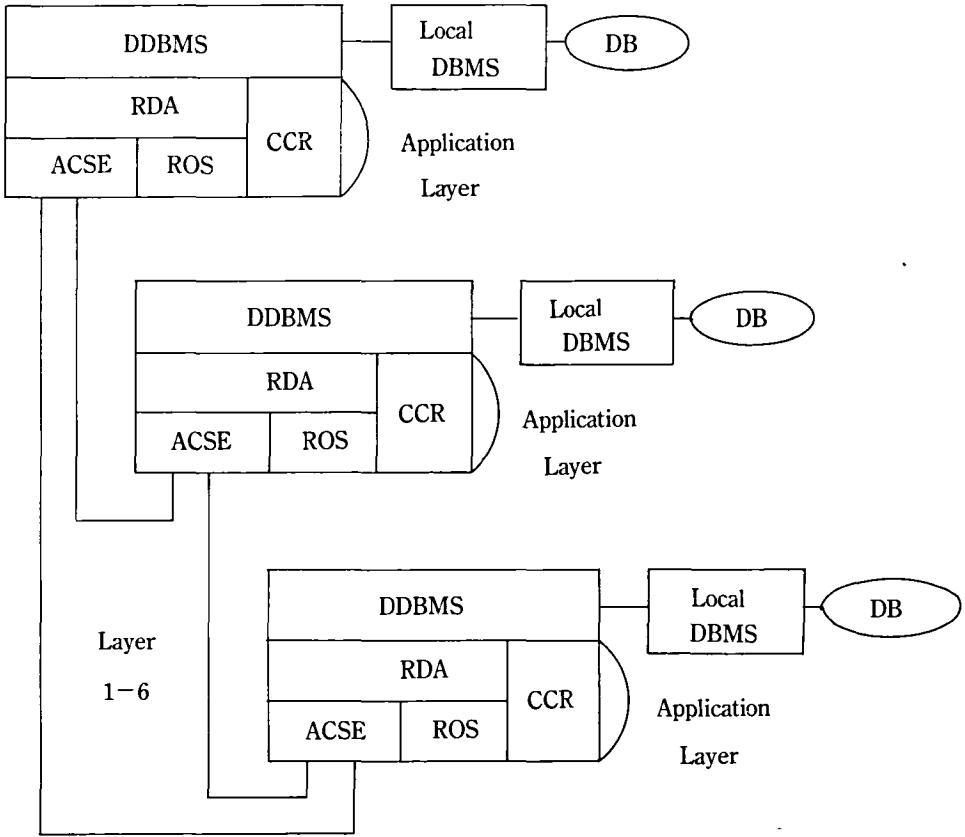 DDBMS
Local
DBMS
DB
RDA
CCR
ACSE
ROS
Application
Layer
DDBMS
Local
DBMS
DB
RDA
CCR
ACSE
ROS
Application
Layer
DDBMS
Local
DBMS
DB
RDA
CCR
ACSE
ROS
Application
Layer
Layer
1-6